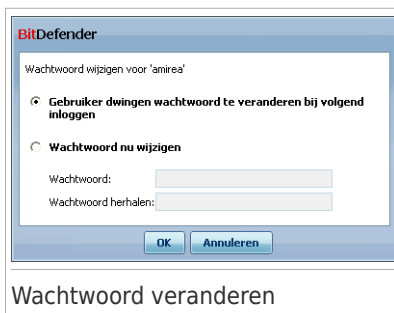 BitDefender
Wachtwoord wijzigen voor 'amirea'
Gebruiker dwingen wachtwoord te veranderen bij volgend
inloggen
Wachtwoord nu wijzigen
Wachtwoord:
Wachtwoord herhalen:
OK
Annuleren
Wachtwoord veranderen